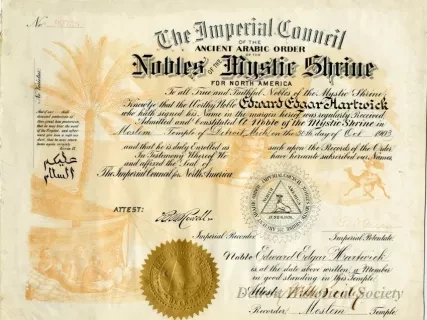 No.
The Imperial Council
OF THE
ANCIENT ARABIC ORDER
OF THE
Nobles OF THE Mystic Shrine
FOR NORTH AMERICA
To all True and Faithful Nobles of the Mystic Shrine
Know ye that the Worthy Noble Edward Edgar Hartwick
who hath signed his Name in the margin hereof was regularly Received
Admitted and Constituted a Noble of the Mystic Shrine in
Moslem Temple of Detroit, Mich on the 30th day of Oct 1903
and that he is duly Enrolled as such upon the Records of the Order
In Testimony Whereof We have hereunto subscribed our Names,
and affixed the Seal of
The Imperial Council for North America
عليكم
السلام
ATTEST:
Imperial Recorder
Imperial Potentate
Noble Edward Edgar Hartwick
is at the date above written a Member
in good standing in this Temple
Attest
Detroit Historical Society
Recorder Moslem Temple